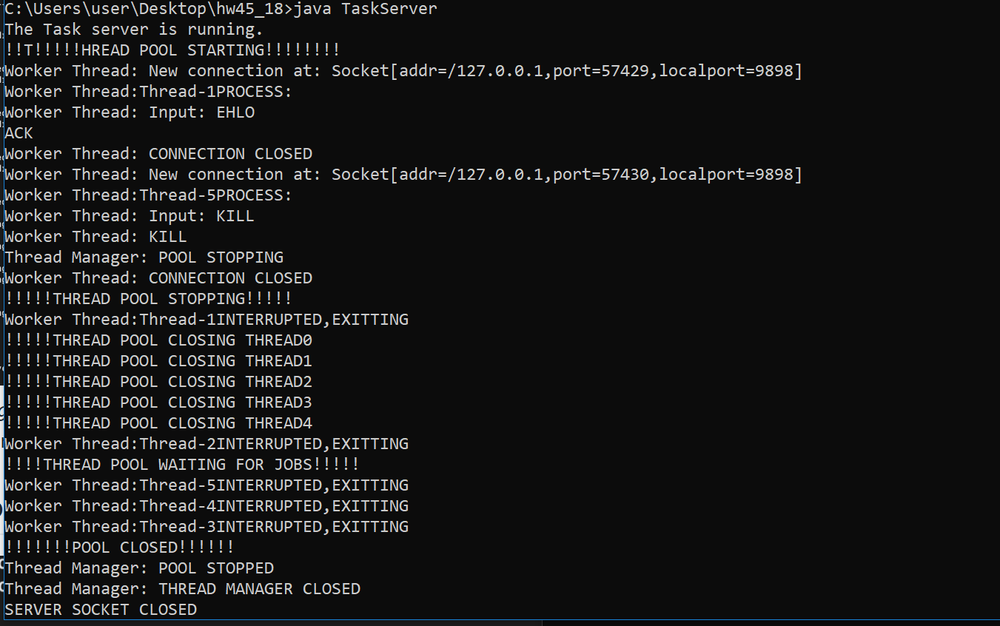 C:\Users\user\Desktop\hw45_18>java TaskServer
The Task server is running.
!!T!!!!!HREAD POOL STARTING!!!!!!!!
Worker Thread: New connection at: Socket[addr=/127.0.0.1,port=57429,localport=9898]
Worker Thread:Thread-1PROCESS:
Worker Thread: Input: EHLO
ACK
Worker Thread: CONNECTION CLOSED
Worker Thread: New connection at: Socket[addr=/127.0.0.1,port=57430,localport=9898]
Worker Thread:Thread-5PROCESS:
Worker Thread: Input: KILL
Worker Thread: KILL
Thread Manager: POOL STOPPING
Worker Thread: CONNECTION CLOSED
!!!!!THREAD POOL STOPPING!!!!!
Worker Thread:Thread-1INTERRUPTED,EXITTING
!!!!!THREAD POOL CLOSING THREAD0
!!!!!THREAD POOL CLOSING THREAD1
!!!!!THREAD POOL CLOSING THREAD2
!!!!!THREAD POOL CLOSING THREAD3
!!!!!THREAD POOL CLOSING THREAD4
Worker Thread:Thread-2INTERRUPTED,EXITTING
!!!!THREAD POOL WAITING FOR JOBS!!!!!
Worker Thread:Thread-5INTERRUPTED,EXITTING
Worker Thread:Thread-4INTERRUPTED,EXITTING
Worker Thread:Thread-3INTERRUPTED,EXITTING
!!!!!!!POOL CLOSED!!!!!!
Thread Manager: POOL STOPPED
Thread Manager: THREAD MANAGER CLOSED
SERVER SOCKET CLOSED